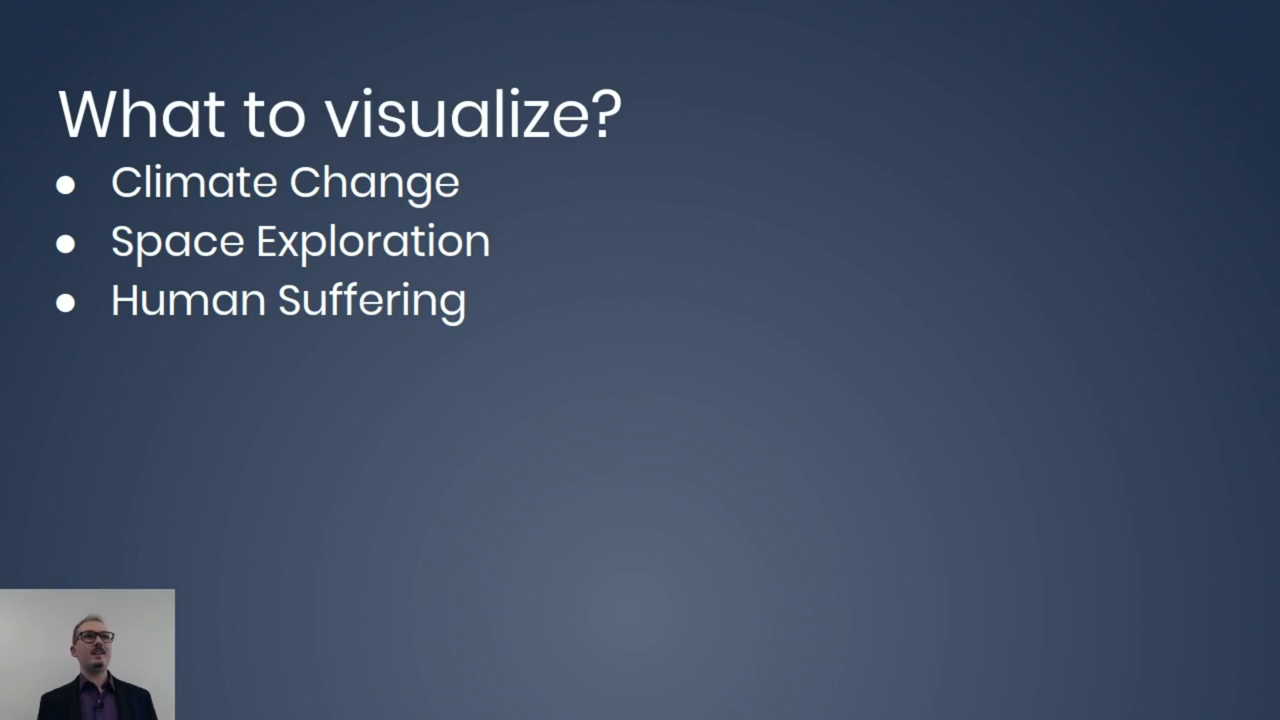 What to visualize?
● Climate Change
● Space Exploration
● Human Suffering